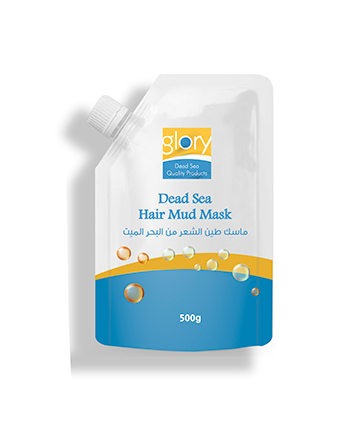 glory
Dead Sea
Quality Products
Dead Sea
Hair Mud Mask
ماسك طين الشعر من البحر الميت
500g